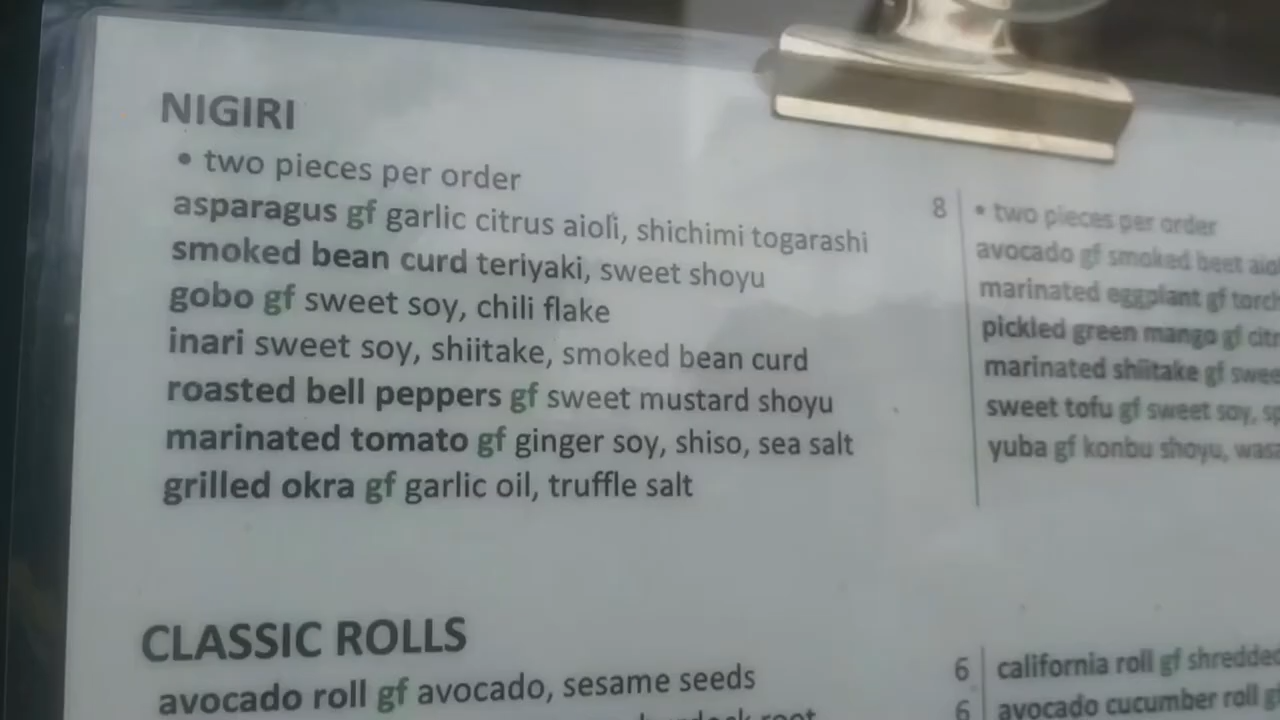 NIGIRI
• two pieces per order
asparagus gf garlic citrus aioli, shichimi togarashi
smoked bean curd teriyaki, sweet shoyu
gobo gf sweet soy, chili flake
inari sweet soy, shiitake, smoked bean curd
roasted bell peppers gf sweet mustard shoyu
marinated tomato gf ginger soy, shiso, sea salt
grilled okra gf garlic oil, truffle salt
8
• two pieces per order
avocado gf smoked beet
marinated eggplant gf
pickled green mango gf
marinated shiitake gf
sweet tofu gf sweet soy,
yuba gf konbu shoyu,
CLASSIC ROLLS
avocado roll gf avocado, sesame seeds
root
6
6
california roll gf shredded
avocado cucumber roll